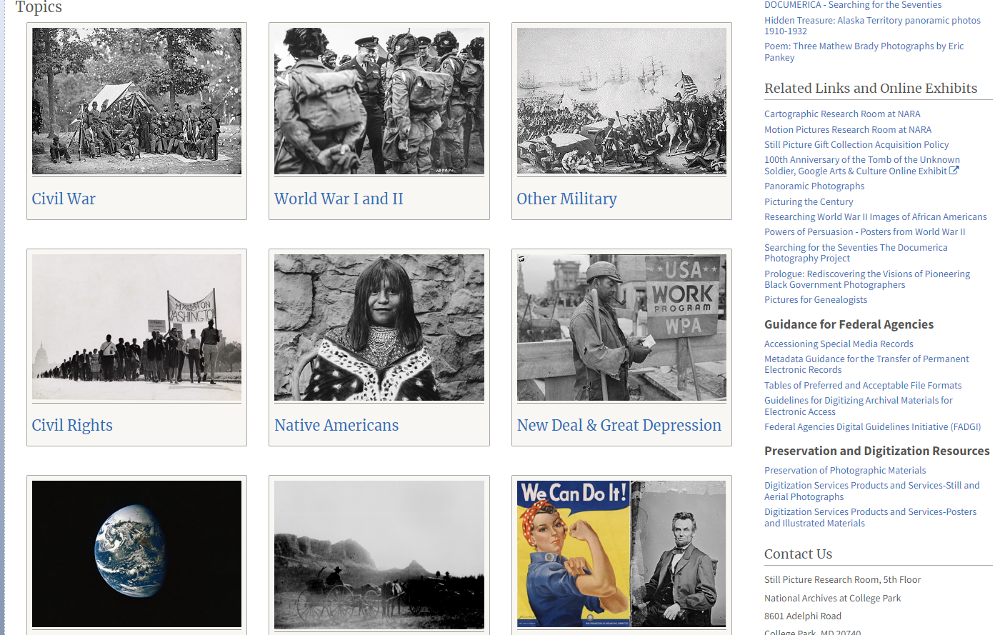 Topics
Civil War
World War I and II
Other Military
MARCH ON
WASHINGTON
Civil Rights
Native Americans
USA
WORK
PROGRAM
WPA
New Deal & Great Depression
We Can Do It!
DOCUMERICA - Searching for the Seventies
Hidden Treasure: Alaska Territory panoramic photos
1910-1932
Poem: Three Mathew Brady Photographs by Eric
Pankey
Related Links and Online Exhibits
Cartographic Research Room at NARA
Motion Pictures Research Room at NARA
Still Picture Gift Collection Acquisition Policy
100th Anniversary of the Tomb of the Unknown
Soldier, Google Arts & Culture Online Exhibit
Panoramic Photographs
Picturing the Century
Researching World War II Images of African Americans
Powers of Persuasion - Posters from World War II
Searching for the Seventies The Documerica
Photography Project
Prologue: Rediscovering the Visions of Pioneering
Black Government Photographers
Pictures for Genealogists
Guidance for Federal Agencies
Accessioning Special Media Records
Metadata Guidance for the Transfer of Permanent
Electronic Records
Tables of Preferred and Acceptable File Formats
Guidelines for Digitizing Archival Materials for
Electronic Access
Federal Agencies Digital Guidelines Initiative (FADGI)
Preservation and Digitization Resources
Preservation of Photographic Materials
Digitization Services Products and Services-Still and
Aerial Photographs
Digitization Services Products and Services-Posters
and Illustrated Materials
Contact Us
Still Picture Research Room, 5th Floor
National Archives at College Park
8601 Adelphi Road
College Park, MD 20740